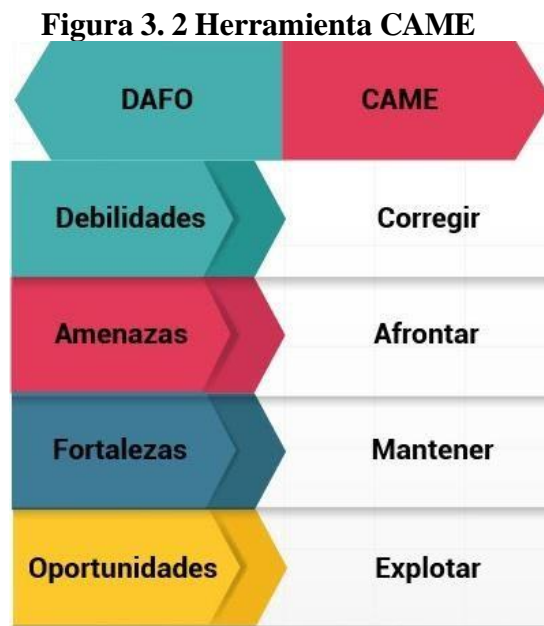 Figura 3. 2 Herramienta CAME
DAFO CAME
Debilidades Corregir
Amenazas Afrontar
Fortalezas Mantener
Oportunidades Explotar